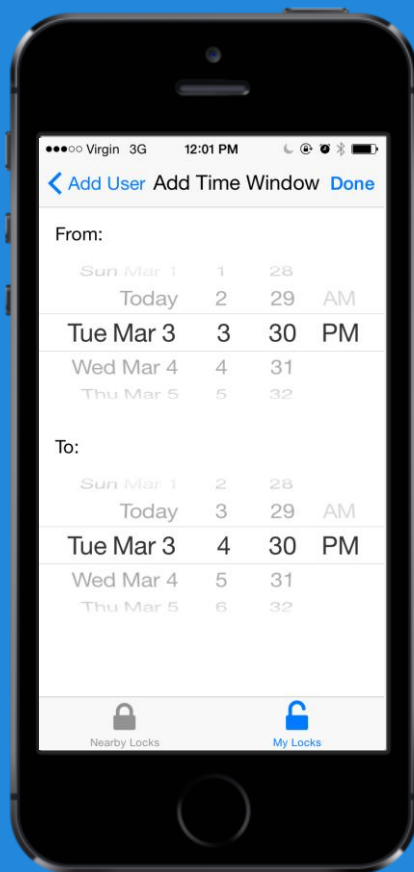 Virgin 3G 12:01 PM
Add User Add Time Window Done
From:
Sun Mar 1 1 28
Today 2 29 AM
Tue Mar 3 3 30 PM
Wed Mar 4 4 31
Thu Mar 5 5 32
To:
Sun Mar 1 2 28
Today 3 29 AM
Tue Mar 3 4 30 PM
Wed Mar 4 5 31
Thu Mar 5 6 32
Nearby Locks My Locks